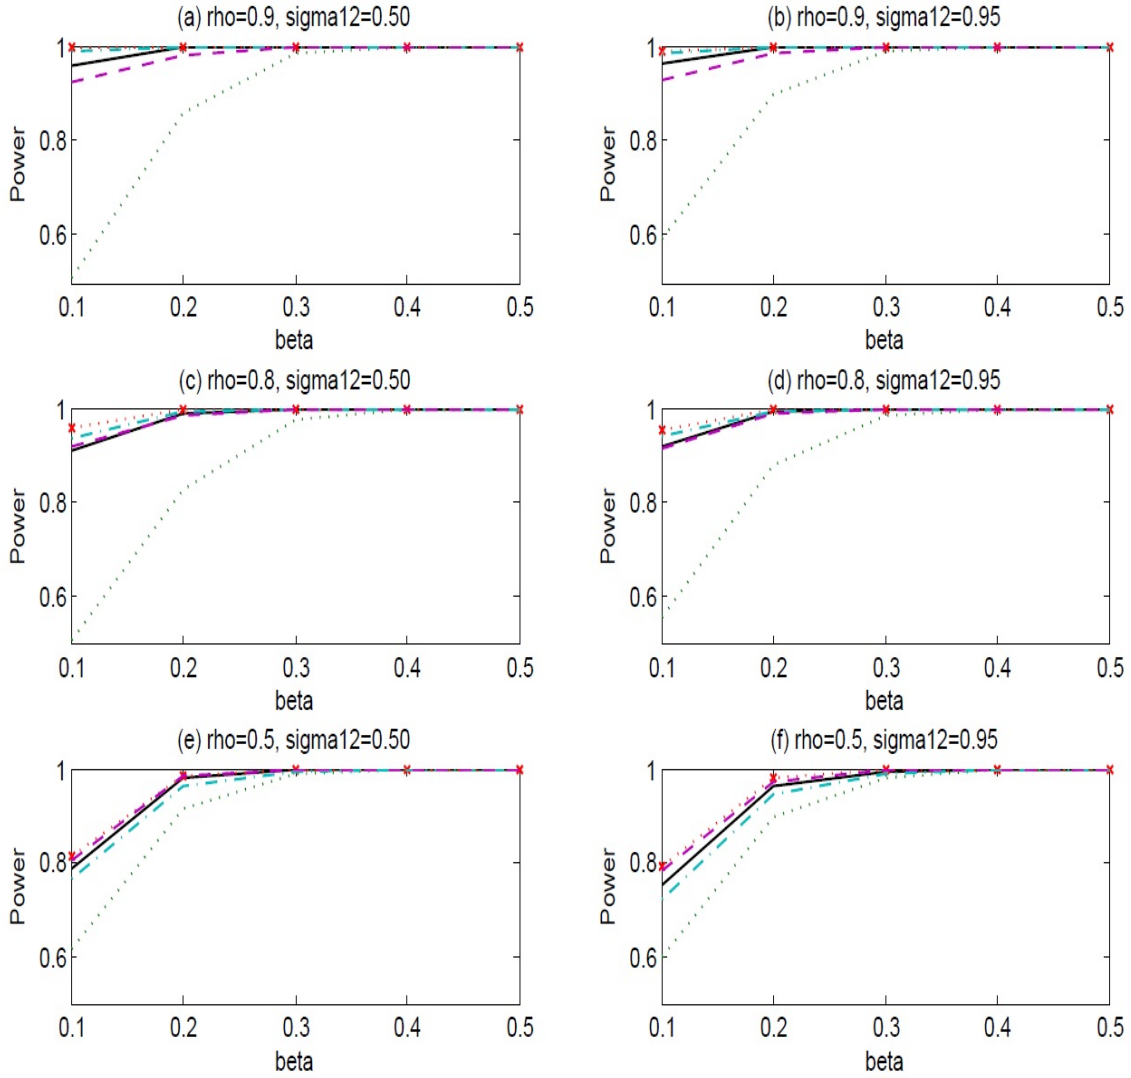 (a) rho=0.9, sigma12=0.50
1
0.8
0.6
Power
0.1 0.2 0.3 0.4 0.5
beta
(b) rho=0.9, sigma12=0.95
1
0.8
0.6
Power
0.1 0.2 0.3 0.4 0.5
beta
(c) rho=0.8, sigma12=0.50
1
0.8
0.6
Power
0.1 0.2 0.3 0.4 0.5
beta
(d) rho=0.8, sigma12=0.95
1
0.8
0.6
Power
0.1 0.2 0.3 0.4 0.5
beta
(e) rho=0.5, sigma12=0.50
1
0.8
0.6
Power
0.1 0.2 0.3 0.4 0.5
beta
(f) rho=0.5, sigma12=0.95
1
0.8
0.6
Power
0.1 0.2 0.3 0.4 0.5
beta